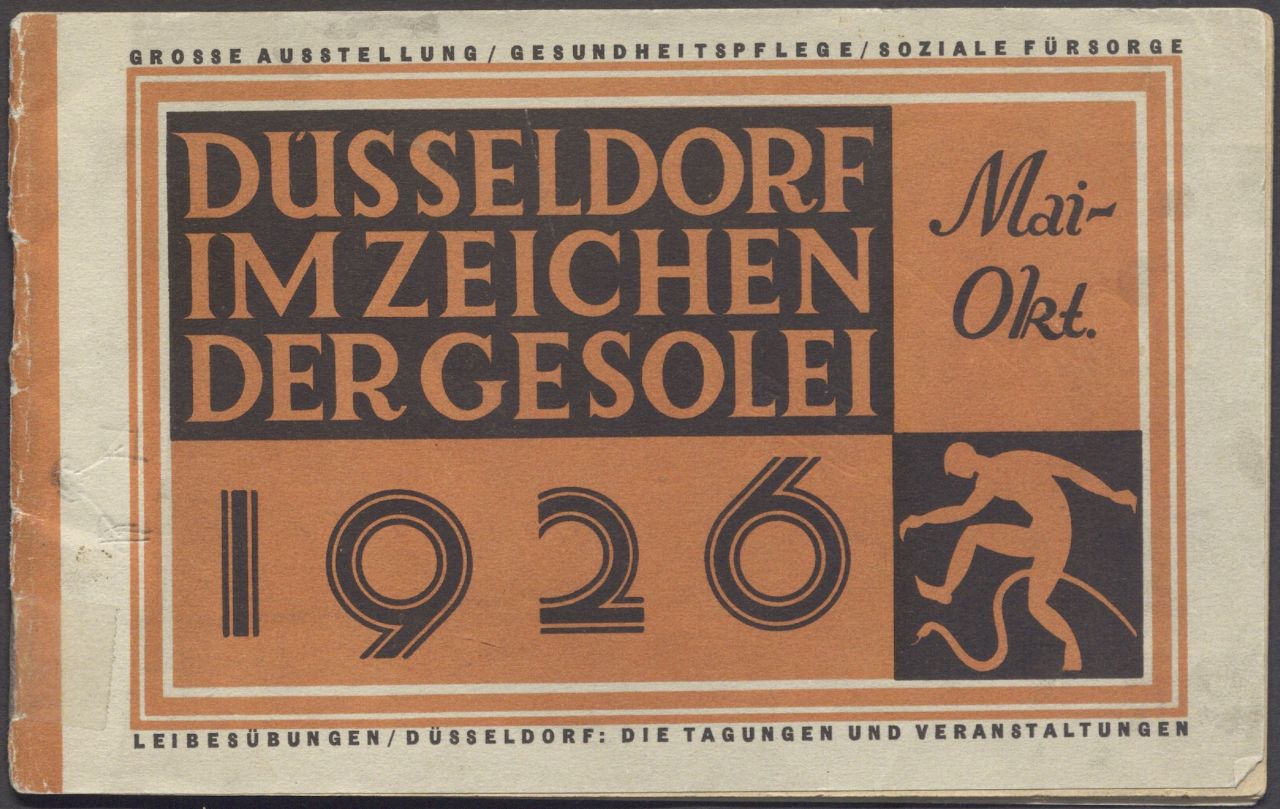 GROSSE AUSSTELLUNG/GESUNDHEITSPFLEGE/SOZIALE FÜRSORGE
DÜSSELDORF
IM ZEICHEN
DER GESOLEI
Mai-
Okt.
1926
LEIBESÜBUNGEN/DÜSSELDORF: DIE TAGUNGEN UND VERANSTALTUNGEN